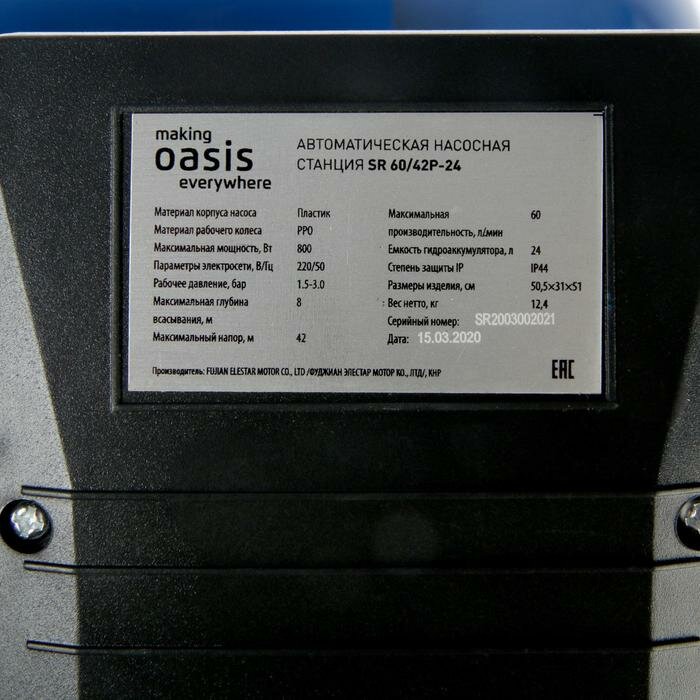 making
oasis
everywhere
АВТОМАТИЧЕСКАЯ НАСОСНАЯ
СТАНЦИЯ SR 60/42P-24
Материал корпуса насоса Пластик
Материал рабочего колеса PPO
Максимальная мощность, Вт 800
Параметры электросети, В/Гц 220/50
Рабочее давление, бар 1.5-3.0
Максимальная глубина 8
всасывания, м
Максимальный напор, м 42
Максимальная 60
производительность, л/мин
Емкость гидроаккумулятора, л 24
Степень защиты IP IP44
Размеры изделия, см 50,5×31×51
Вес нетто, кг 12,4
Серийный номер: SR2003002021
Дата: 15.03.2020
Производитель: FUJIAN ELESTAR MOTOR CO., LTD /ФУДЖИАН ЭЛЕСТАР МОТОР КО., ЛТД/, КНР
EAC